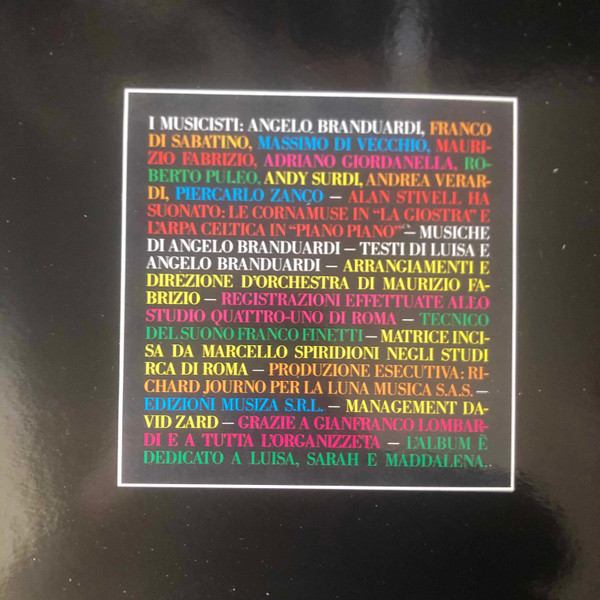 I MUSICISTI: ANGELO BRANDUARDI, FRANCO
DI SABATINO, MASSIMO DI VECCHIO, MAURI-
ZIO FABRIZIO, ADRIANO GIORDANELLA, RO-
BERTO PULEO, ANDY SURDI, ANDREA VERAR-
DI, PIERCARLO ZANCO – ALAN STIVELL HA
SUONATO: LE CORNAMUSE IN “LA GIOSTRA” E
L'ARPA CELTICA IN “PIANO PIANO” – MUSICHE
DI ANGELO BRANDUARDI – TESTI DI LUISA E
ANGELO BRANDUARDI – ARRANGIAMENTI E
DIREZIONE D'ORCHESTRA DI MAURIZIO FA-
BRIZIO – REGISTRAZIONI EFFETTUATE ALLO
STUDIO QUATTRO-UNO DI ROMA – TECNICO
DEL SUONO FRANCO FINETTI – MATRICE INCI-
SA DA MARCELLO SPIRIDIONI NEGLI STUDI
RCA DI ROMA – PRODUZIONE ESECUTIVA: RI-
CHARD JOURNO PER LA LUNA MUSICA S.A.S. –
EDIZIONI MUSIZA S.R.L. – MANAGEMENT DA-
VID ZARD – GRAZIE A GIANFRANCO LOMBAR-
DI E A TUTTA L'ORGANIZZETA – L'ALBUM È
DEDICATO A LUISA, SARAH E MADDALENA.